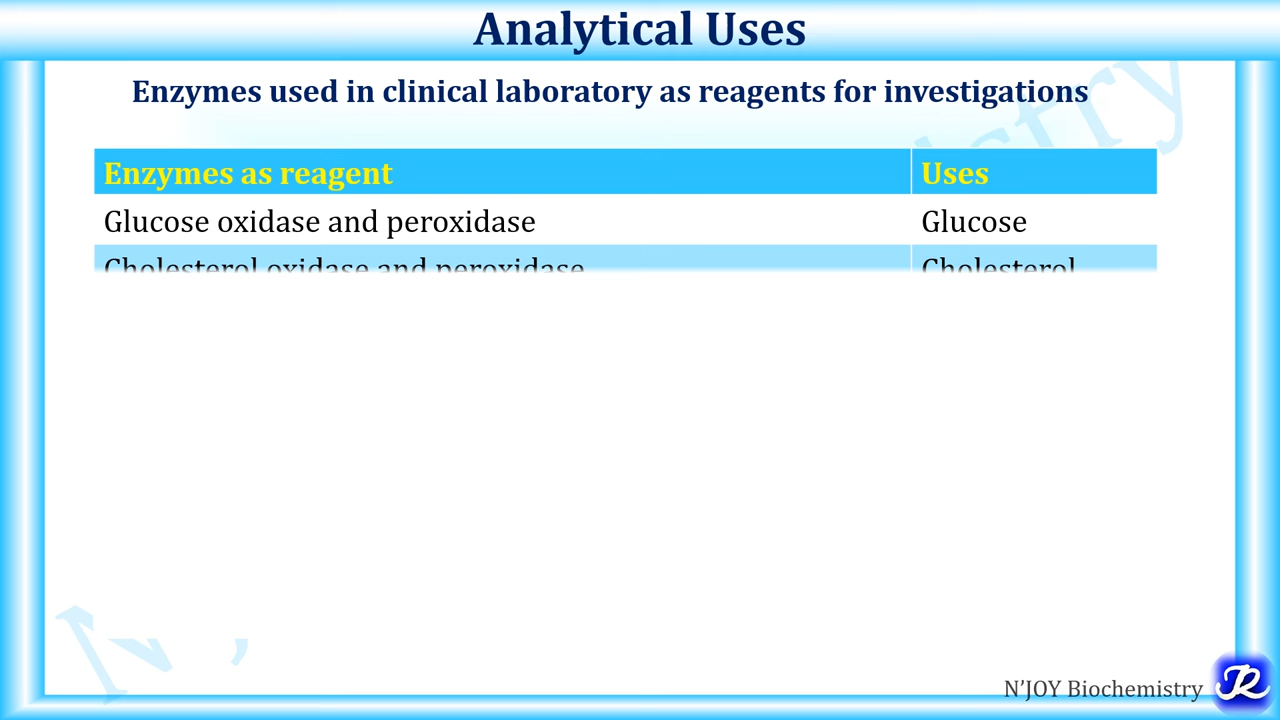 Analytical Uses
Enzymes used in clinical laboratory as reagents for investigations
Enzymes as reagent Uses
Glucose oxidase and peroxidase Glucose
Cholesterol oxidase and peroxidase Cholesterol
N'JOY Biochemistry